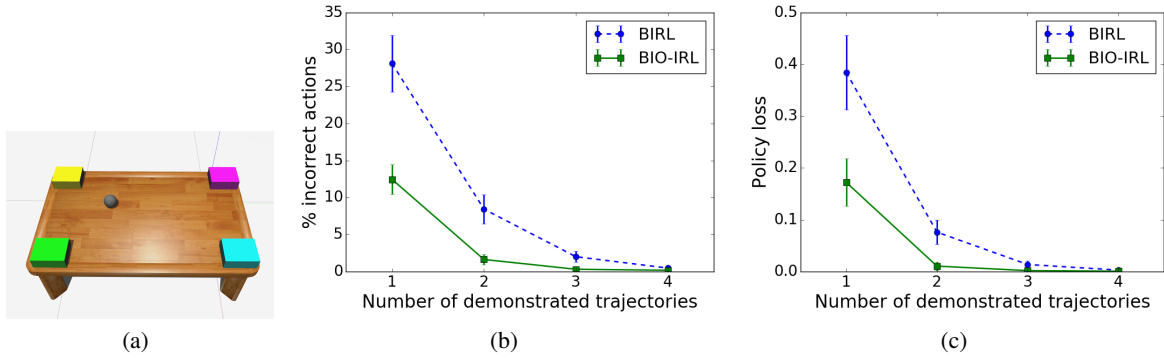 35
30
25
20
15
10
5
0
% incorrect actions
1 2 3 4
Number of demonstrated trajectories
BIRL
BIO-IRL
0.5
0.4
0.3
0.2
0.1
0.0
Policy loss
1 2 3 4
Number of demonstrated trajectories
BIRL
BIO-IRL
(a) (b) (c)